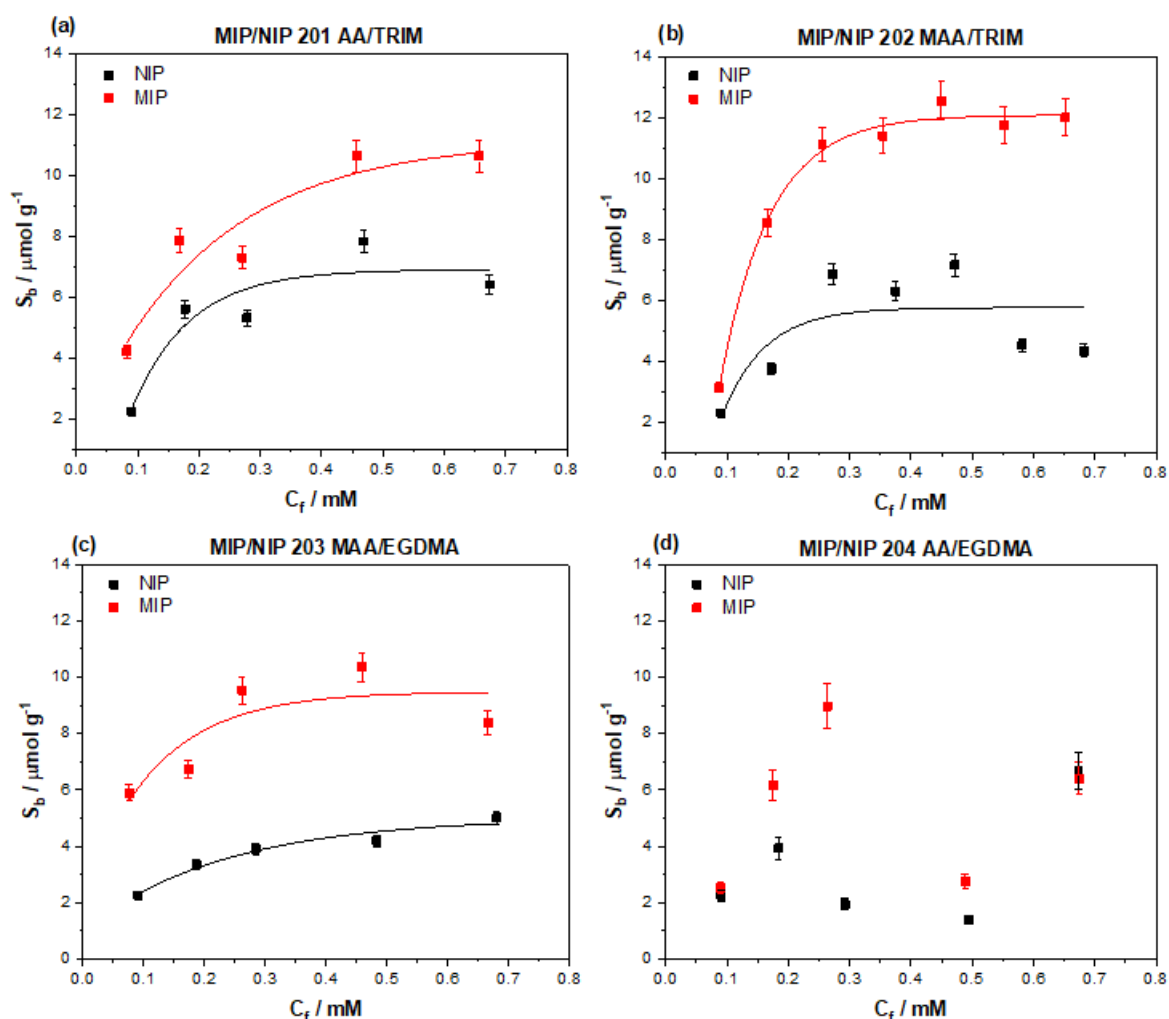 (a)
MIP/NIP 201 AA/TRIM
NIP
MIP
14
12
10
8
6
4
2
S_b / μmol g⁻¹
0.0 0.1 0.2 0.3 0.4 0.5 0.6 0.7 0.8
C_f / mM
(b)
MIP/NIP 202 MAA/TRIM
NIP
MIP
14
12
10
8
6
4
2
S_b / μmol g⁻¹
0.0 0.1 0.2 0.3 0.4 0.5 0.6 0.7 0.8
C_f / mM
(c)
MIP/NIP 203 MAA/EGDMA
NIP
MIP
14
12
10
8
6
4
2
0
S_b / μmol g⁻¹
0.0 0.1 0.2 0.3 0.4 0.5 0.6 0.7 0.8
C_f / mM
(d)
MIP/NIP 204 AA/EGDMA
NIP
MIP
14
12
10
8
6
4
2
0
S_b / μmol g⁻¹
0.0 0.1 0.2 0.3 0.4 0.5 0.6 0.7 0.8
C_f / mM